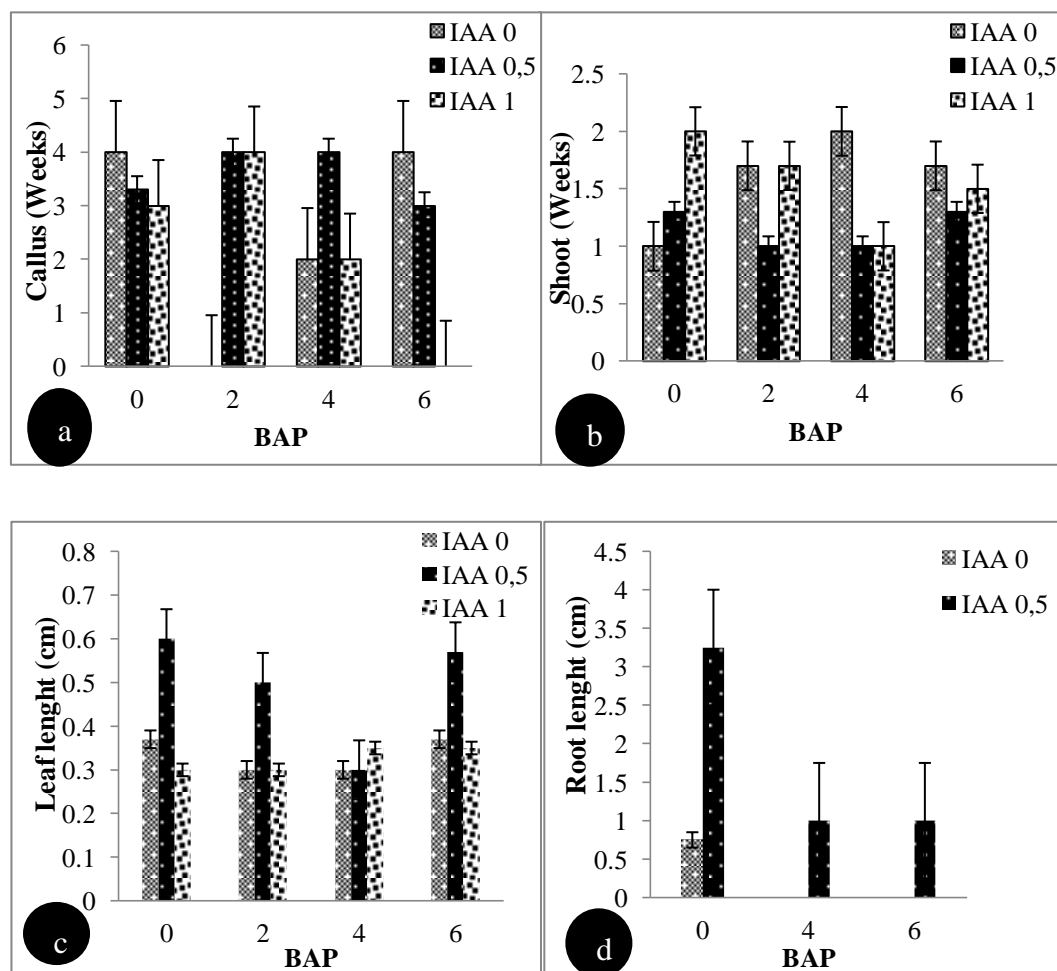 IAA 0
IAA 0,5
IAA 1
Callus (Weeks)
6
5
4
3
2
1
0
0 2 4 6
BAP
a
IAA 0
IAA 0,5
IAA 1
Shoot (Weeks)
2.5
2
1.5
1
0.5
0
0 2 4 6
BAP
b
IAA 0
IAA 0,5
IAA 1
Leaf lenght (cm)
0.8
0.7
0.6
0.5
0.4
0.3
0.2
0.1
0
0 2 4 6
BAP
c
IAA 0
IAA 0,5
Root lenght (cm)
4.5
4
3.5
3
2.5
2
1.5
1
0.5
0
0 4 6
BAP
d